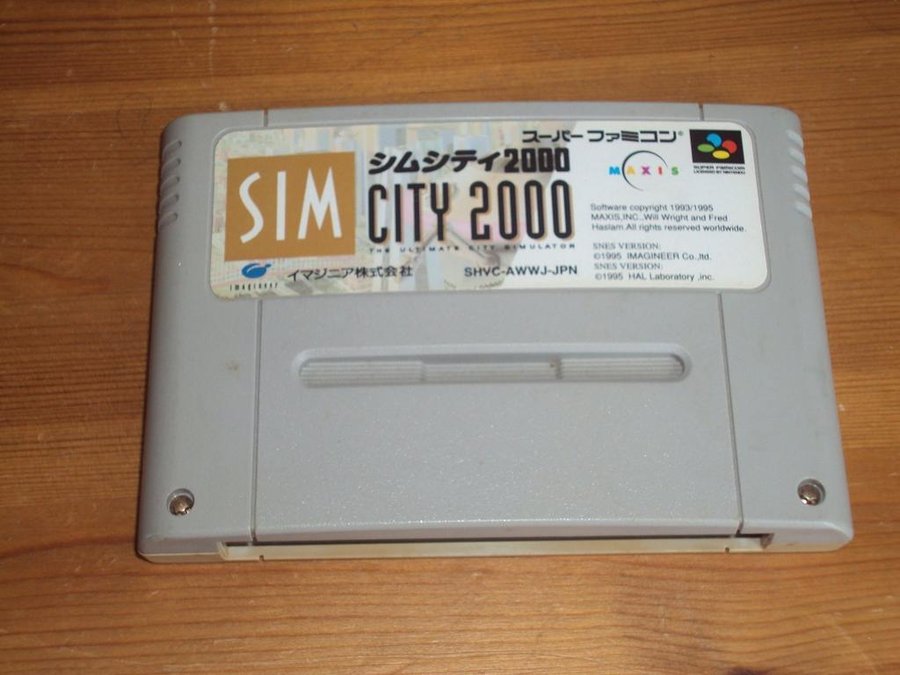 スーパーファミコン®
シムシティ2000
SIM CITY 2000
THE ULTIMATE CITY SIMULATOR
MAXIS
SUPER FAMICOM
LICENSED BY NINTENDO
Software copyright 1993/1995
MAXIS,INC.,Will Wright and Fred
Haslam.All rights reserved worldwide.
SNES VERSION:
©1995 IMAGINEER Co.,ltd.
SNES VERSION:
©1995 HAL Laboratory ,inc.
imagineer
イマジニア株式会社
SHVC-AWWJ-JPN